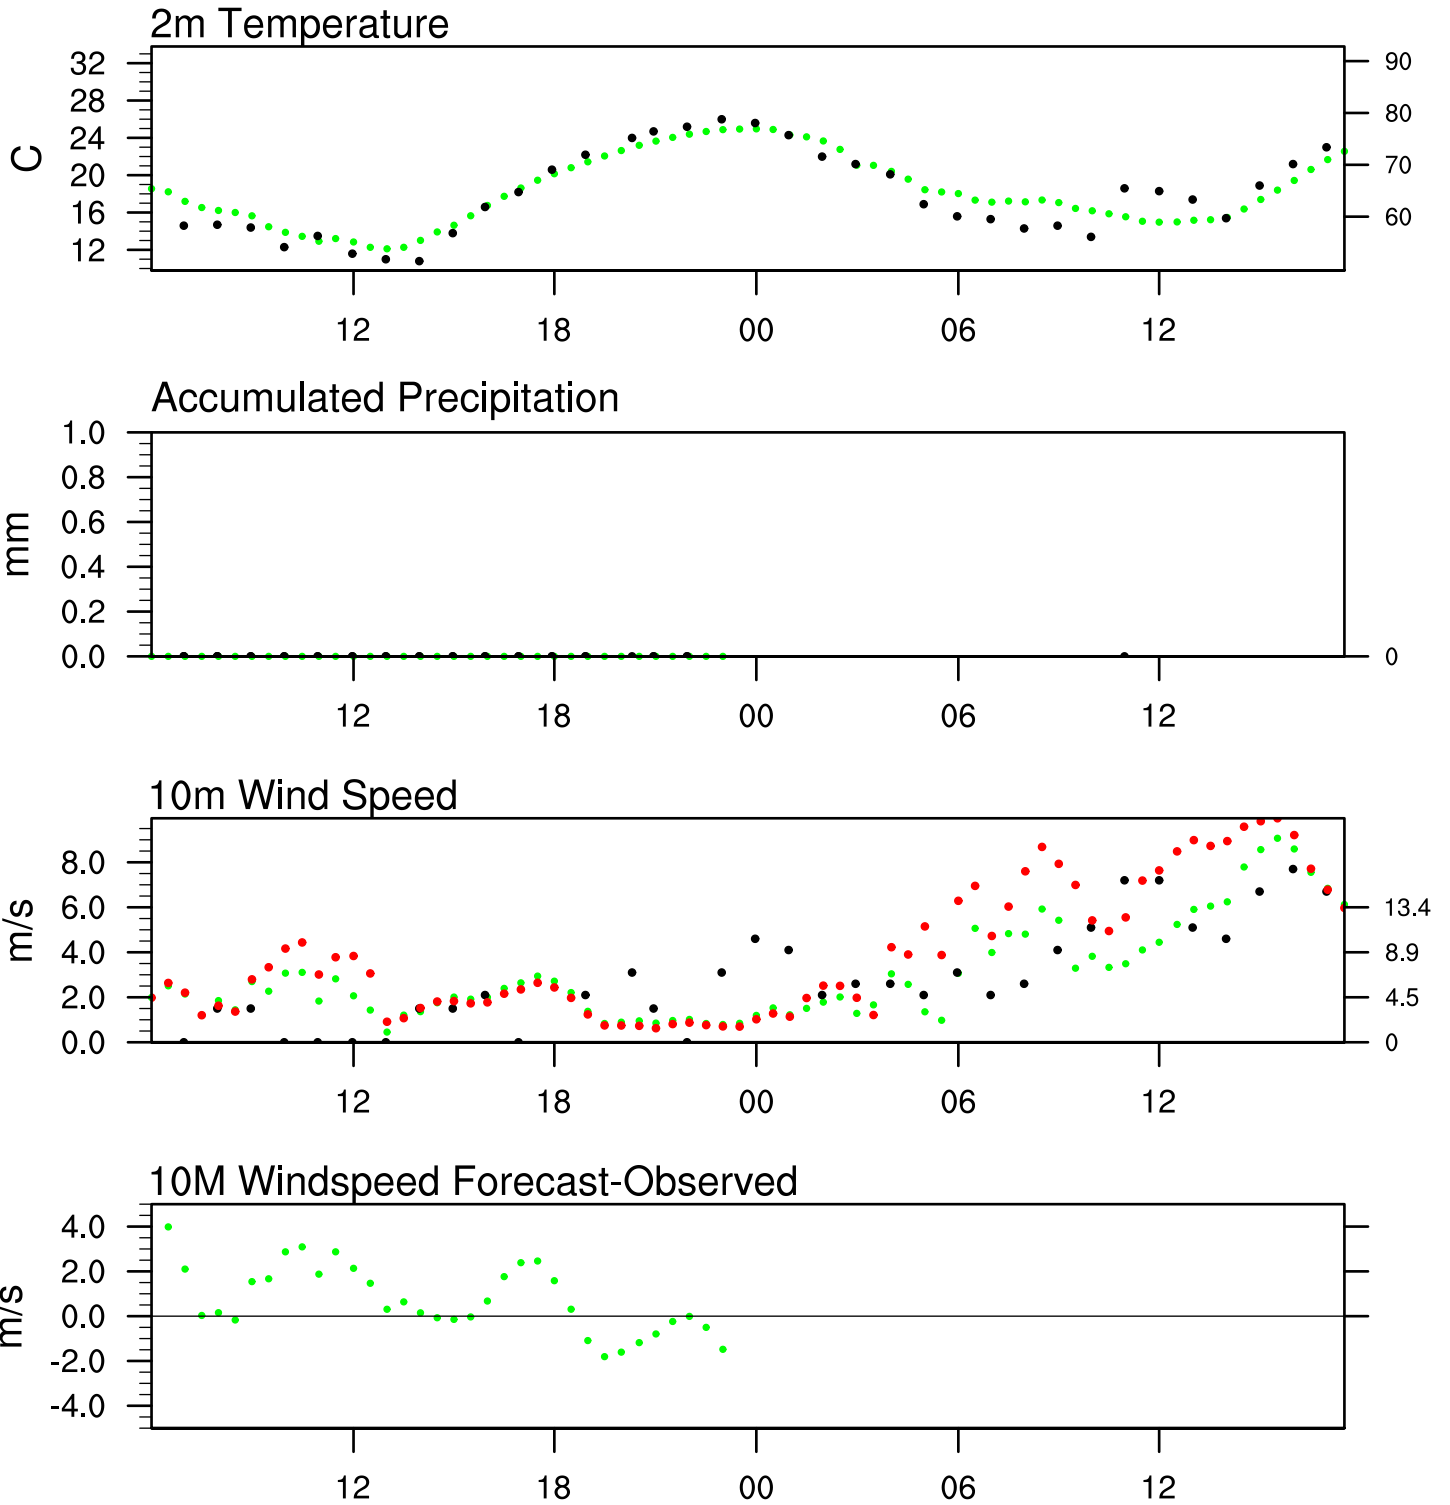 2m Temperature
32
28
24
20
16
12
C
90
80
70
60
12 18 00 06 12
Accumulated Precipitation
1.0
0.8
0.6
0.4
0.2
0.0
mm
0
12 18 00 06 12
10m Wind Speed
8.0
6.0
4.0
2.0
0.0
m/s
13.4
8.9
4.5
0
12 18 00 06 12
10M Windspeed Forecast-Observed
4.0
2.0
0.0
-2.0
-4.0
m/s
12 18 00 06 12